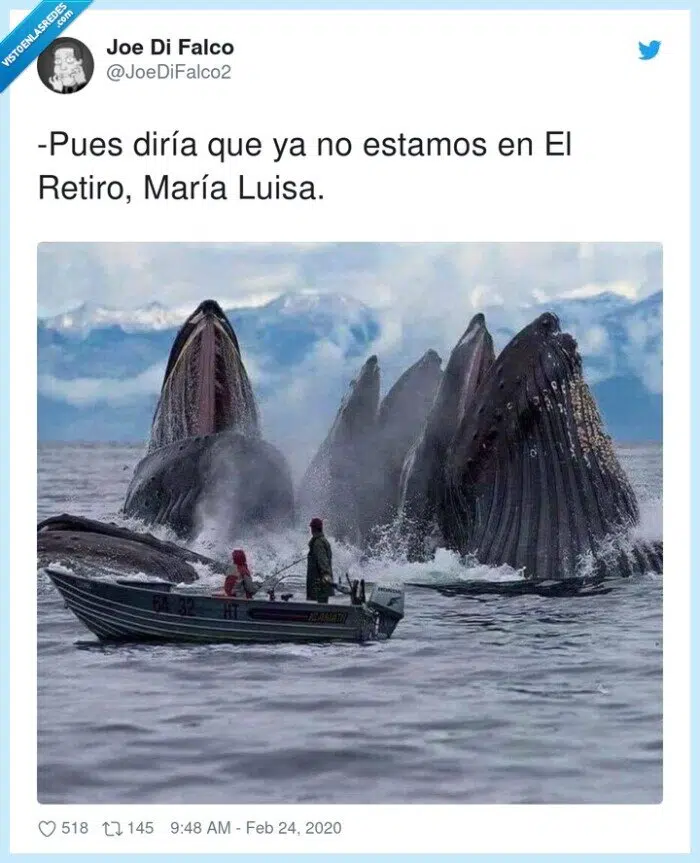 VISTOENLASREDES
.com
Joe Di Falco
@JoeDiFalco2
-Pues diría que ya no estamos en El
Retiro, María Luisa.
518 145 9:48 AM - Feb 24, 2020